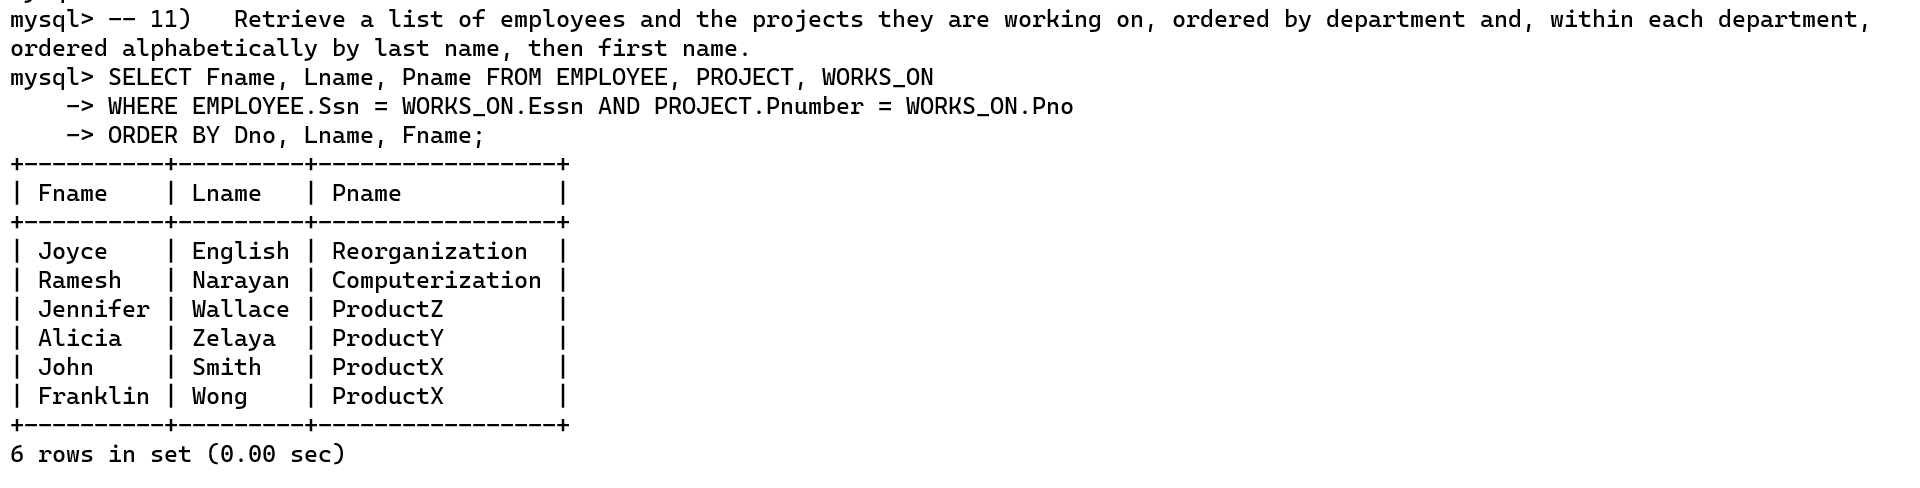 mysql> -- 11)   Retrieve a list of employees and the projects they are working on, ordered by department and, within each department,
ordered alphabetically by last name, then first name.
mysql> SELECT Fname, Lname, Pname FROM EMPLOYEE, PROJECT, WORKS_ON
    -> WHERE EMPLOYEE.Ssn = WORKS_ON.Essn AND PROJECT.Pnumber = WORKS_ON.Pno
    -> ORDER BY Dno, Lname, Fname;
+----------+---------+-----------------+
| Fname    | Lname   | Pname           |
+----------+---------+-----------------+
| Joyce    | English | Reorganization  |
| Ramesh   | Narayan | Computerization |
| Jennifer | Wallace | ProductZ        |
| Alicia   | Zelaya  | ProductY        |
| John     | Smith   | ProductX        |
| Franklin | Wong    | ProductX        |
+----------+---------+-----------------+
6 rows in set (0.00 sec)